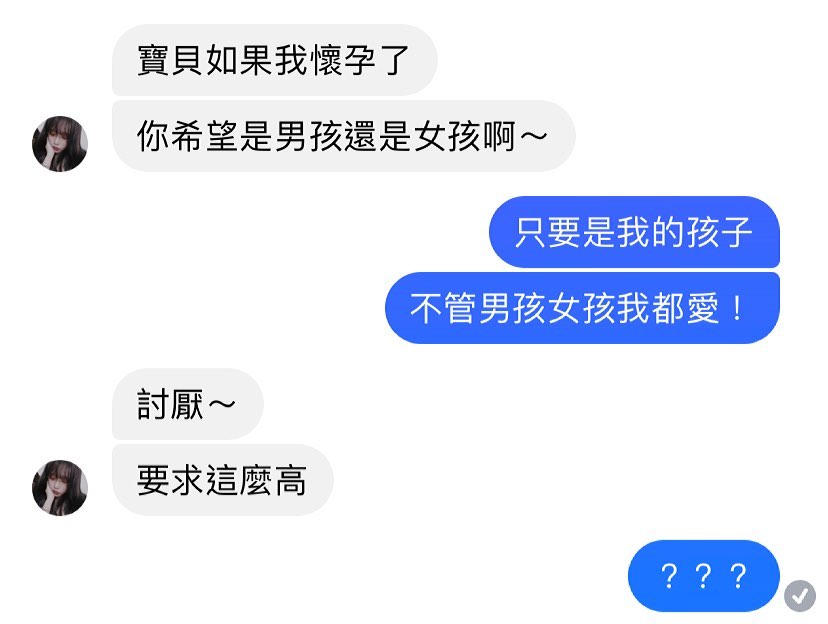 寶貝如果我懷孕了
你希望是男孩還是女孩啊～
只要是我的孩子
不管男孩女孩我都愛！
討厭～
要求這麼高
？？？